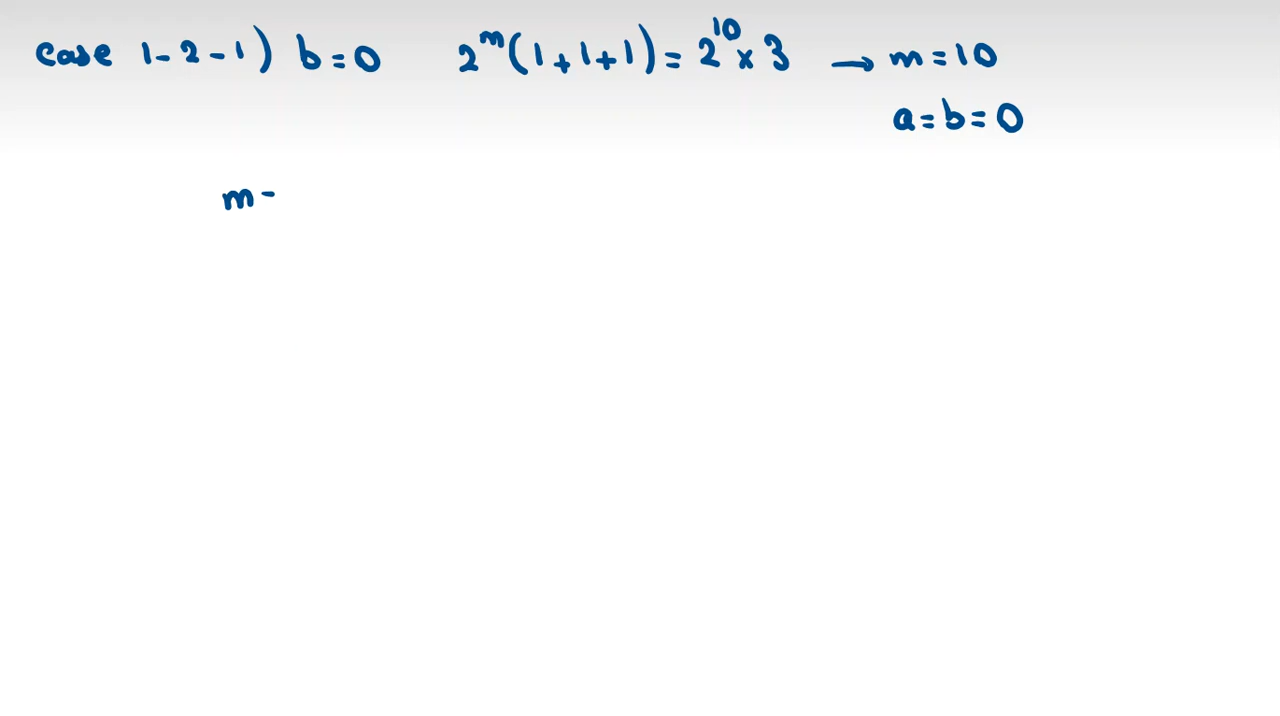 case 1-2-1) b=0 2^m(1+1+1)=2^10×3 → m=10
a=b=0
m-